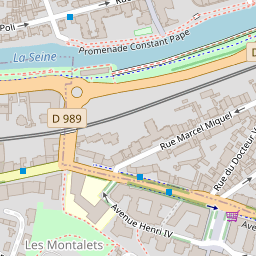 Poli
Promenade Constant Pape
La Seine
D 989
Rue Marcel Miquel
Rue du Docteur
Avenue Henri IV
Les Montalets